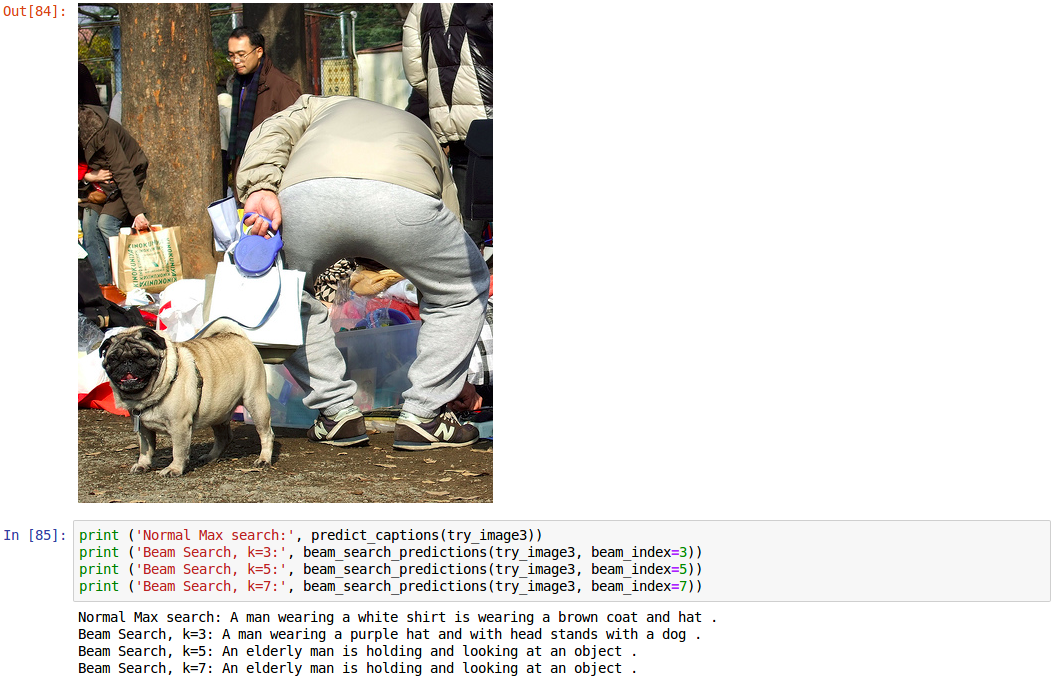 Out[84]:
KINOKUNIYA
N
N
In [85]:
print ('Normal Max search:', predict_captions(try_image3))
print ('Beam Search, k=3:', beam_search_predictions(try_image3, beam_index=3))
print ('Beam Search, k=5:', beam_search_predictions(try_image3, beam_index=5))
print ('Beam Search, k=7:', beam_search_predictions(try_image3, beam_index=7))
Normal Max search: A man wearing a white shirt is wearing a brown coat and hat .
Beam Search, k=3: A man wearing a purple hat and with head stands with a dog .
Beam Search, k=5: An elderly man is holding and looking at an object .
Beam Search, k=7: An elderly man is holding and looking at an object .